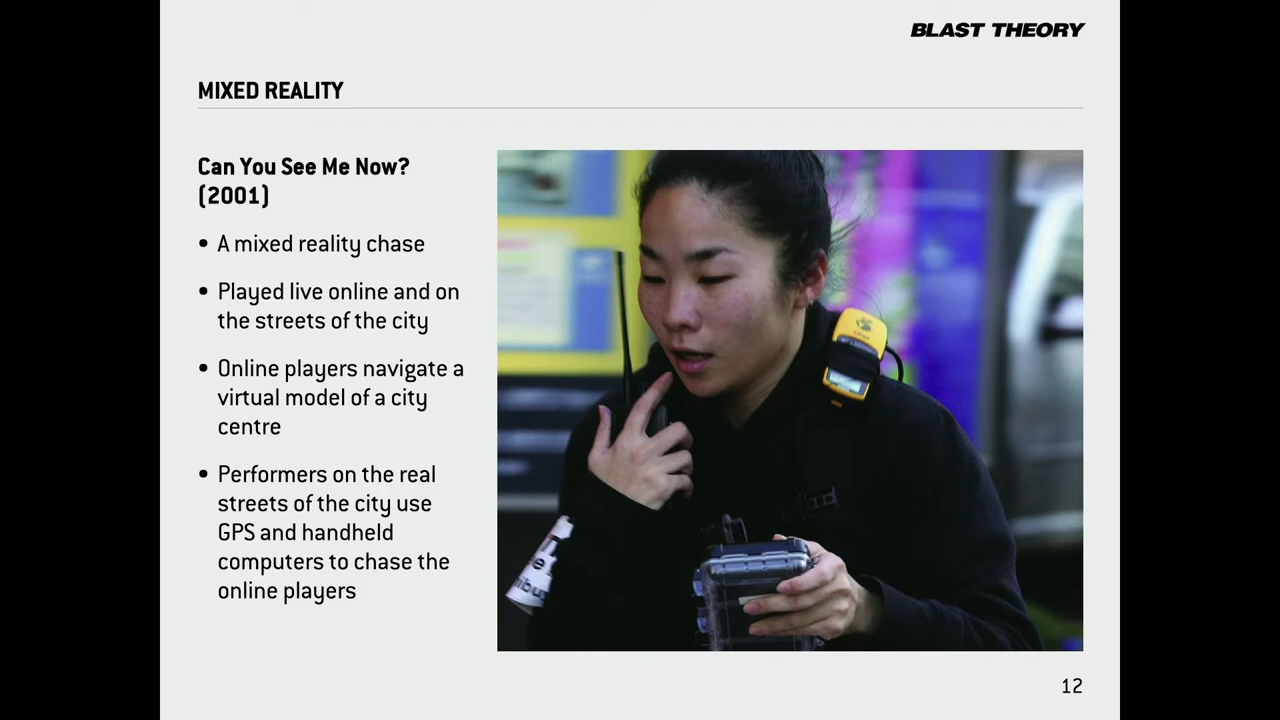 BLAST THEORY
MIXED REALITY
Can You See Me Now?
(2001)
• A mixed reality chase
• Played live online and on
the streets of the city
• Online players navigate a
virtual model of a city
centre
• Performers on the real
streets of the city use
GPS and handheld
computers to chase the
online players
12